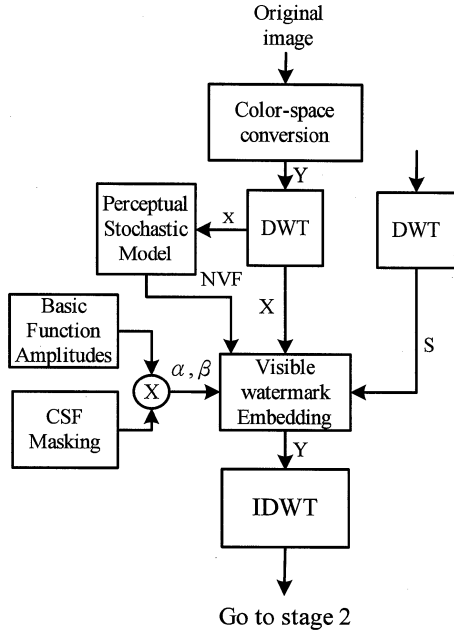 Original
image
Color-space
conversion
Y
Perceptual
Stochastic
Model
x
DWT
DWT
NVF
X
S
Basic
Function
Amplitudes
α, β
X
Visible
watermark
Embedding
CSF
Masking
Y
IDWT
Go to stage 2